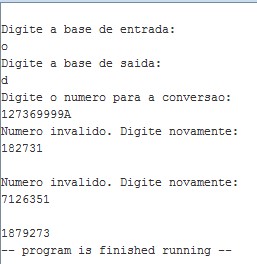 Digite a base de entrada:
o
Digite a base de saida:
d
Digite o numero para a conversao:
127369999A
Numero invalido. Digite novamente:
182731
Numero invalido. Digite novamente:
7126351
1879273
-- program is finished running --